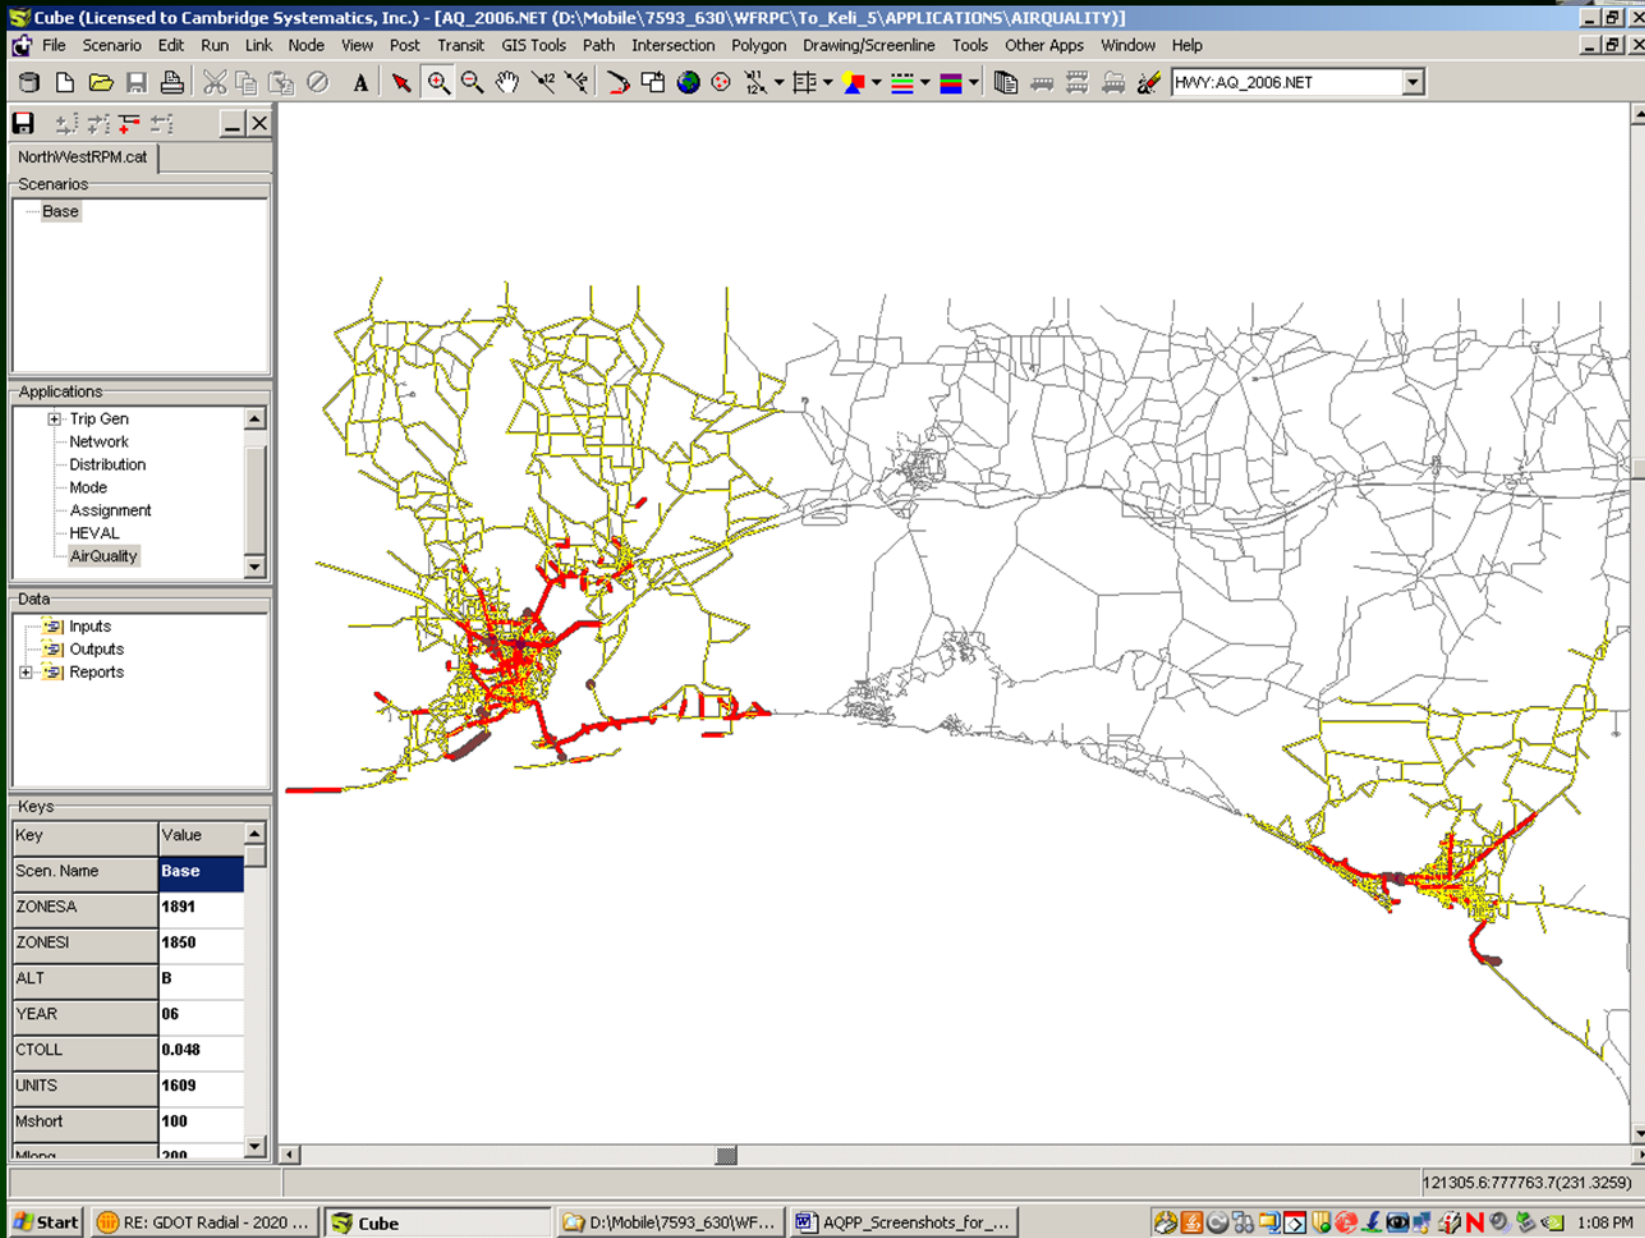 Cube (Licensed to Cambridge Systematics, Inc.) - [AQ_2006.NET (D:\Mobile\7593_630\WFRPC\To_Keli_5\APPLICATIONS\AIRQUALITY)]
File Scenario Edit Run Link Node View Post Transit GIS Tools Path Intersection Polygon Drawing/Screenline Tools Other Apps Window Help
HWY:AQ_2006.NET
NorthWestRPM.cat
Scenarios
Base
Applications
Trip Gen
Network
Distribution
Mode
Assignment
HEVAL
AirQuality
Data
Inputs
Outputs
Reports
Keys
Key Value
Scen. Name Base
ZONESA 1891
ZONESI 1850
ALT B
YEAR 06
CTOLL 0.048
UNITS 1609
Mshort 100
Mlong 200
121305.6:777763.7(231.3259)
Start RE: GDOT Radial - 2020 ... Cube D:\Mobile\7593_630\WF... AQPP_Screenshots_for_... 1:08 PM